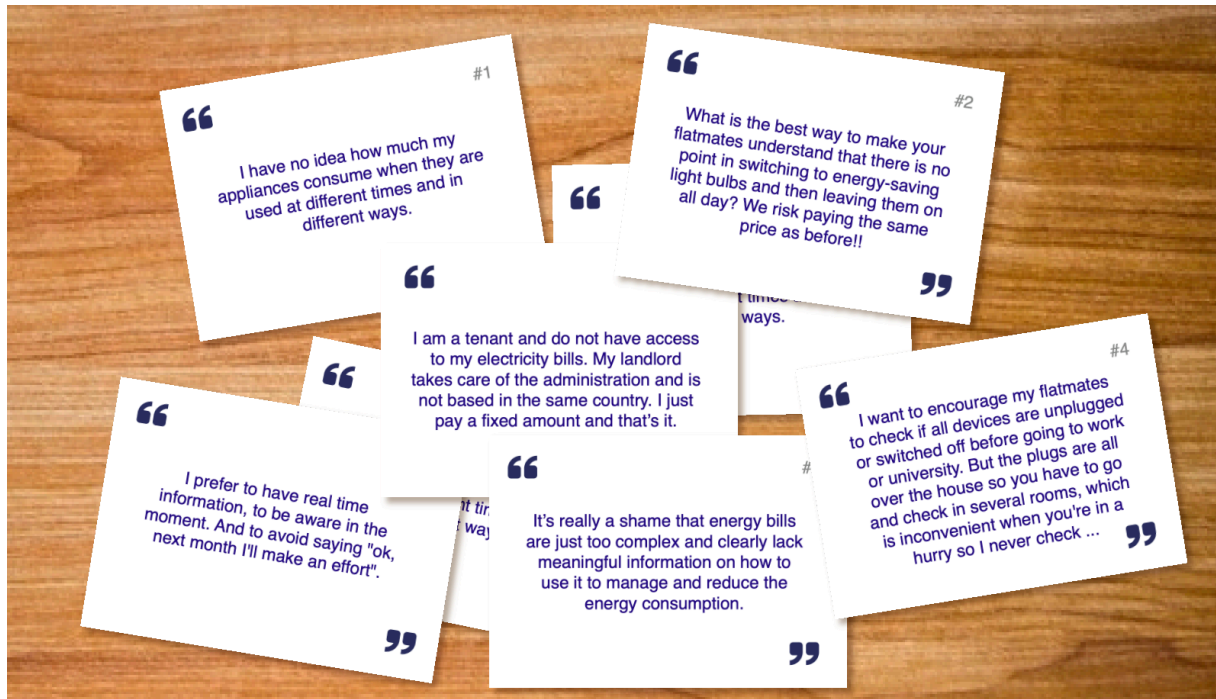 #1
“
I have no idea how much my
appliances consume when they are
used at different times and in
different ways.
#2
“
What is the best way to make your
flatmates understand that there is no
point in switching to energy-saving
light bulbs and then leaving them on
all day? We risk paying the same
price as before!!
”
“
ways.
“
I am a tenant and do not have access
to my electricity bills. My landlord
takes care of the administration and is
not based in the same country. I just
pay a fixed amount and that's it.
#4
“
I want to encourage my flatmates
to check if all devices are unplugged
or switched off before going to work
or university. But the plugs are all
over the house so you have to go
and check in several rooms, which
is inconvenient when you're in a
hurry so I never check ...
”
“
“
I prefer to have real time
information, to be aware in the
moment. And to avoid saying "ok,
next month I'll make an effort".
”
#
“
It's really a shame that energy bills
are just too complex and clearly lack
meaningful information on how to
use it to manage and reduce the
energy consumption.
”